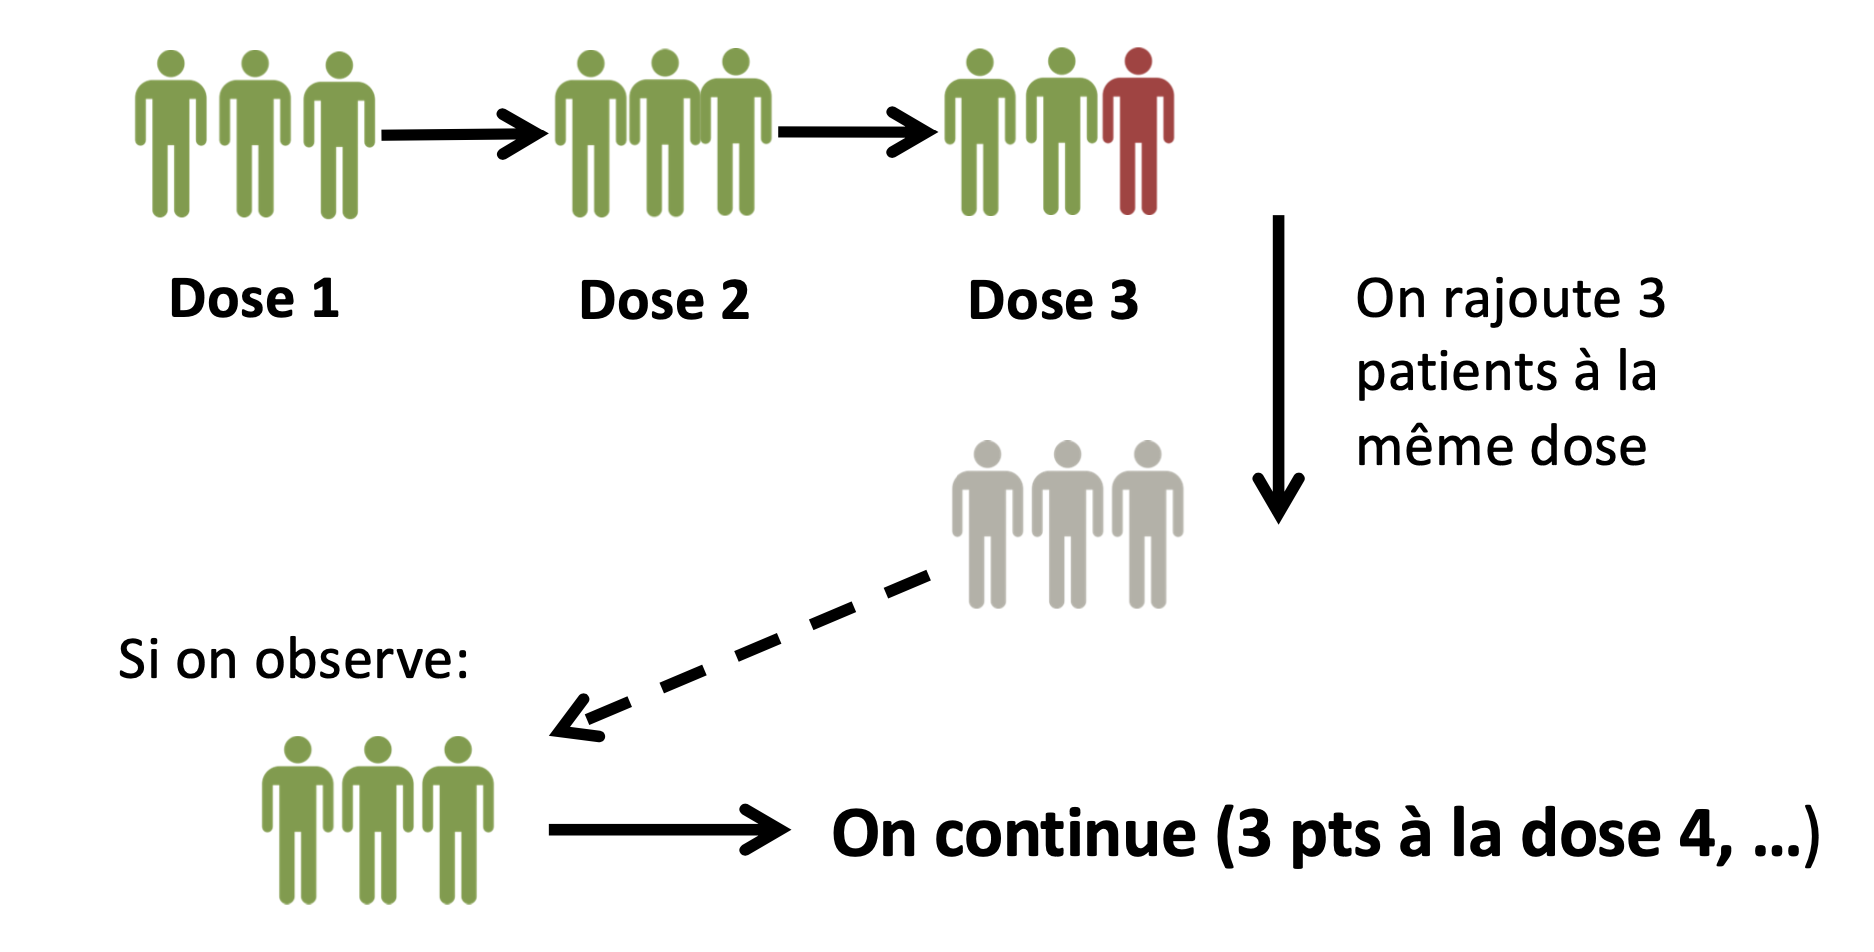 Dose 1
Dose 2
Dose 3
On rajoute 3
patients à la
même dose
Si on observe:
On continue (3 pts à la dose 4, ...)